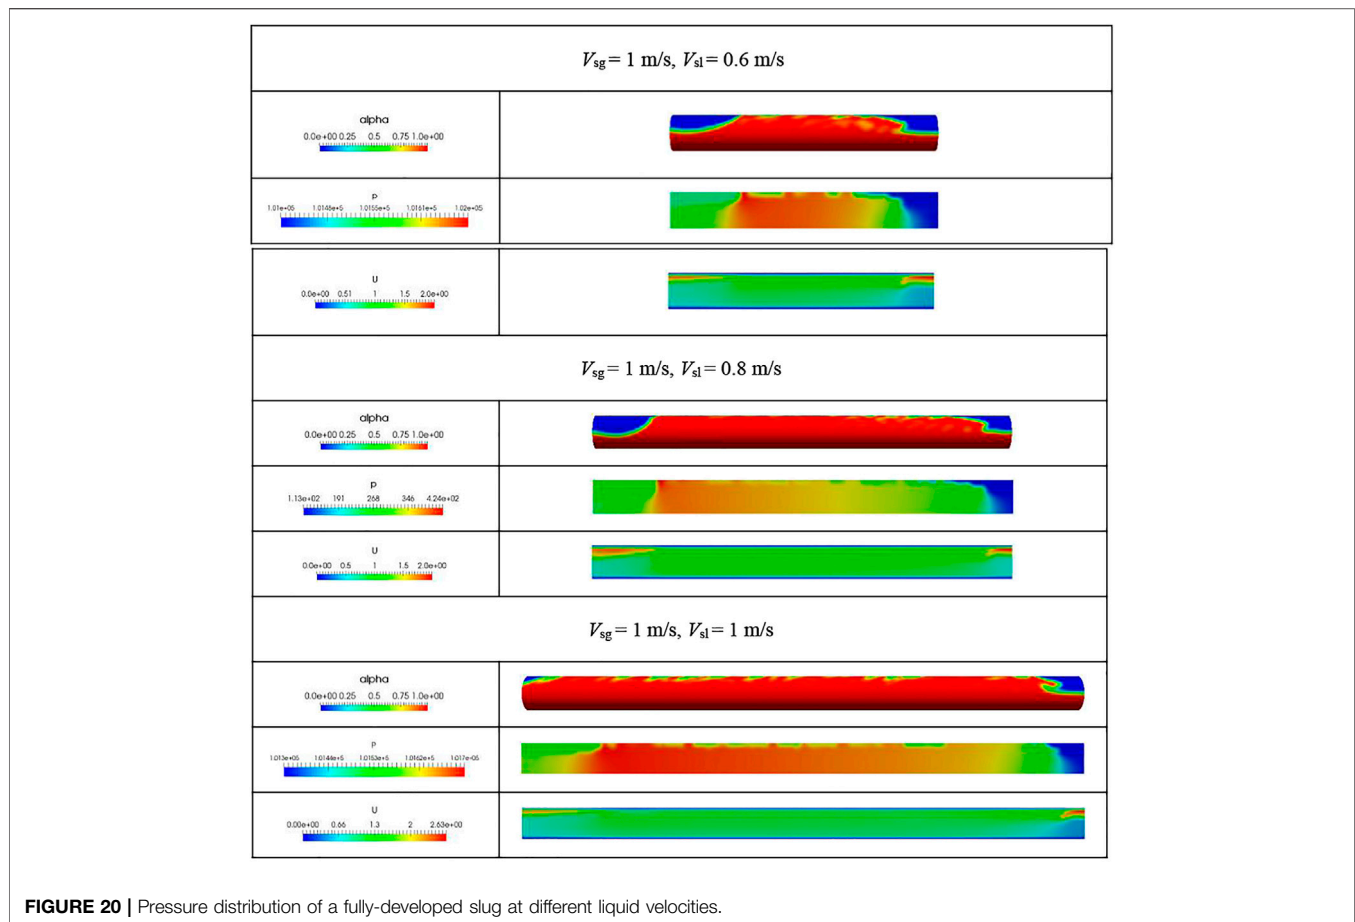 Vsg = 1 m/s, Vsl = 0.6 m/s
alpha
0.0e+00 0.25 0.5 0.75 1.0e+00
P
1.01e+05 1.0148e+5 1.0155e+5 1.0161e+5 1.02e+05
U
0.0e+00 0.51 1 1.5 2.0e+00
Vsg = 1 m/s, Vsl = 0.8 m/s
alpha
0.0e+00 0.25 0.5 0.75 1.0e+00
p
1.13e+02 191 268 346 4.24e+02
U
0.0e+00 0.5 1 1.5 2.0e+00
Vsg = 1 m/s, Vsl = 1 m/s
alpha
0.0e+00 0.25 0.5 0.75 1.0e+00
P
1.013e+05 1.0144e+5 1.0153e+5 1.0162e+5 1.017e+05
U
0.00e+00 0.66 1.3 2 2.63e+00
FIGURE 20 | Pressure distribution of a fully-developed slug at different liquid velocities.